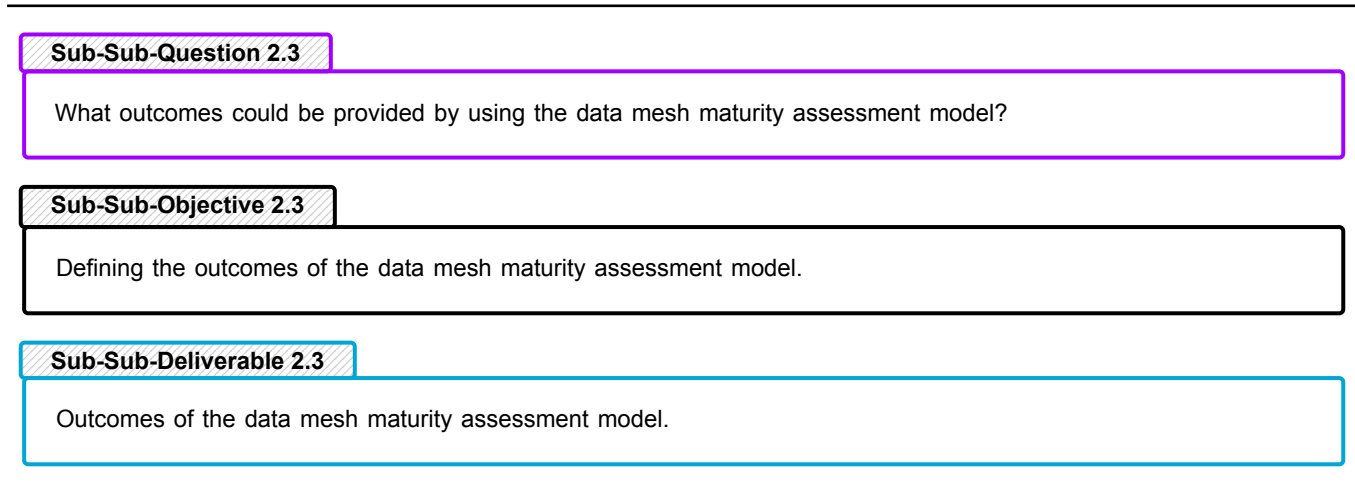 Sub-Sub-Question 2.3
What outcomes could be provided by using the data mesh maturity assessment model?
Sub-Sub-Objective 2.3
Defining the outcomes of the data mesh maturity assessment model.
Sub-Sub-Deliverable 2.3
Outcomes of the data mesh maturity assessment model.